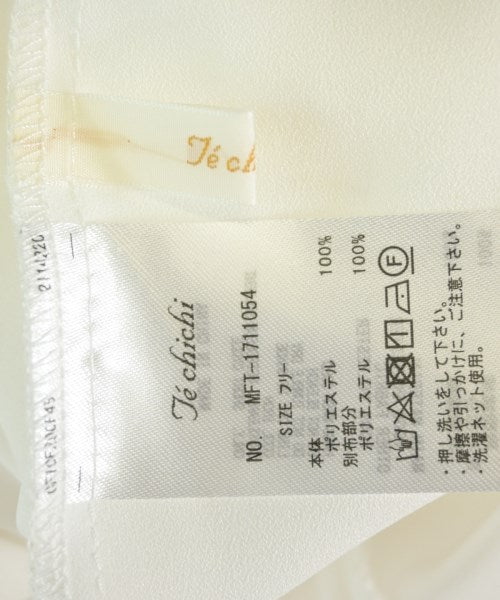 Té ch
Té chichi
NO. MFT-1711054
SIZE フリー
本体
ポリエステル 100%
別布部分
ポリエステル 100%
・押し洗いをして下さい。
・摩擦や引っかけに、ご注意下さい。
・洗濯ネット使用。